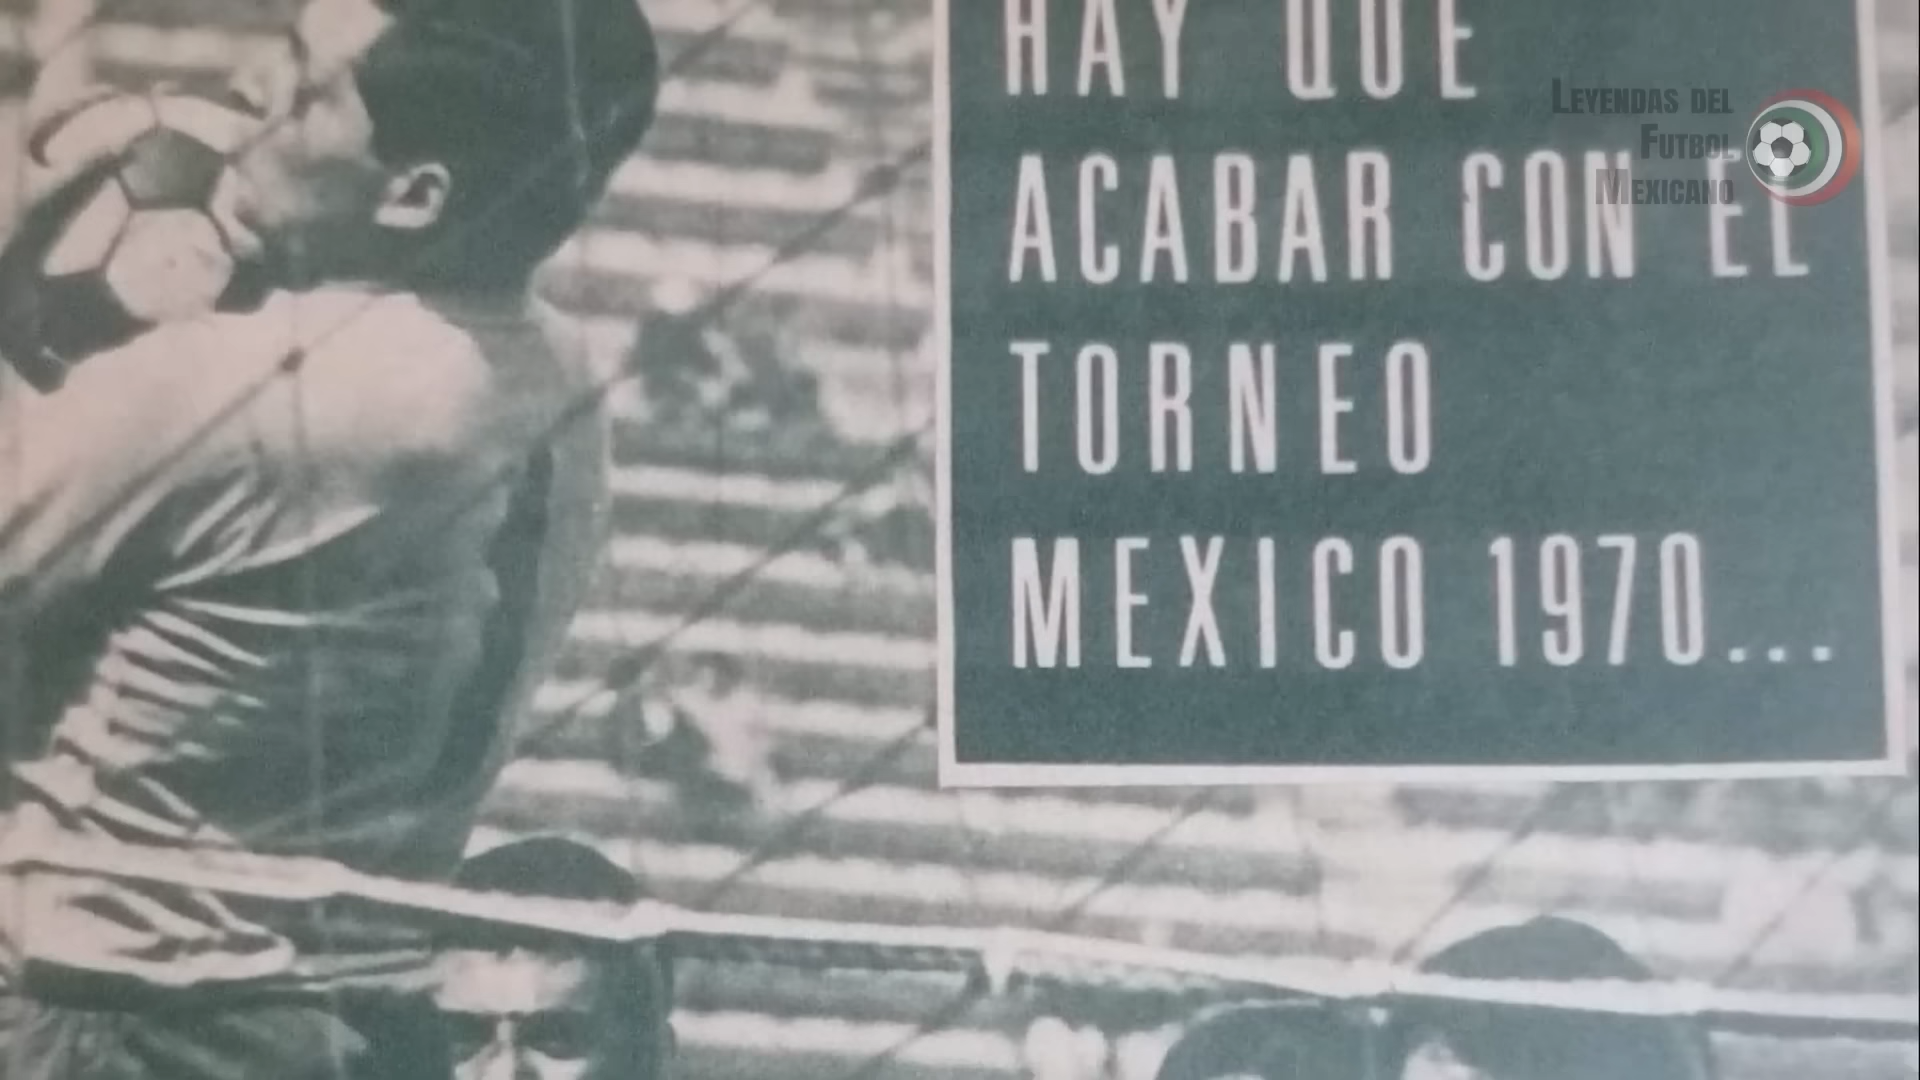 HAY QUE
ACABAR CON EL
TORNEO
MEXICO 1970...
LEYENDAS DEL
FUTBOL
MEXICANO